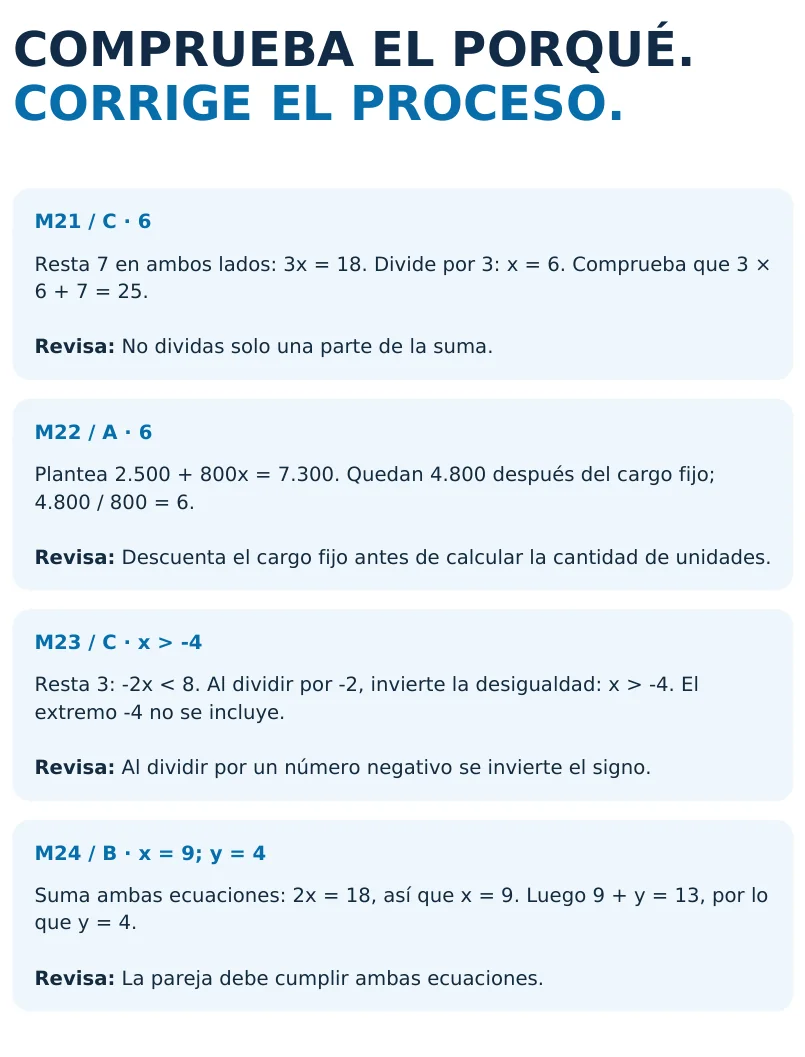 COMPRUEBA EL PORQUÉ.
CORRIGE EL PROCESO.
M21 / C · 6
Resta 7 en ambos lados: 3x = 18. Divide por 3: x = 6. Comprueba que 3 ×
6 + 7 = 25.
Revisa: No dividas solo una parte de la suma.
M22 / A · 6
Plantea 2.500 + 800x = 7.300. Quedan 4.800 después del cargo fijo;
4.800 / 800 = 6.
Revisa: Descuenta el cargo fijo antes de calcular la cantidad de unidades.
M23 / C · x > -4
Resta 3: -2x < 8. Al dividir por -2, invierte la desigualdad: x > -4. El
extremo -4 no se incluye.
Revisa: Al dividir por un número negativo se invierte el signo.
M24 / B · x = 9; y = 4
Suma ambas ecuaciones: 2x = 18, así que x = 9. Luego 9 + y = 13, por lo
que y = 4.
Revisa: La pareja debe cumplir ambas ecuaciones.